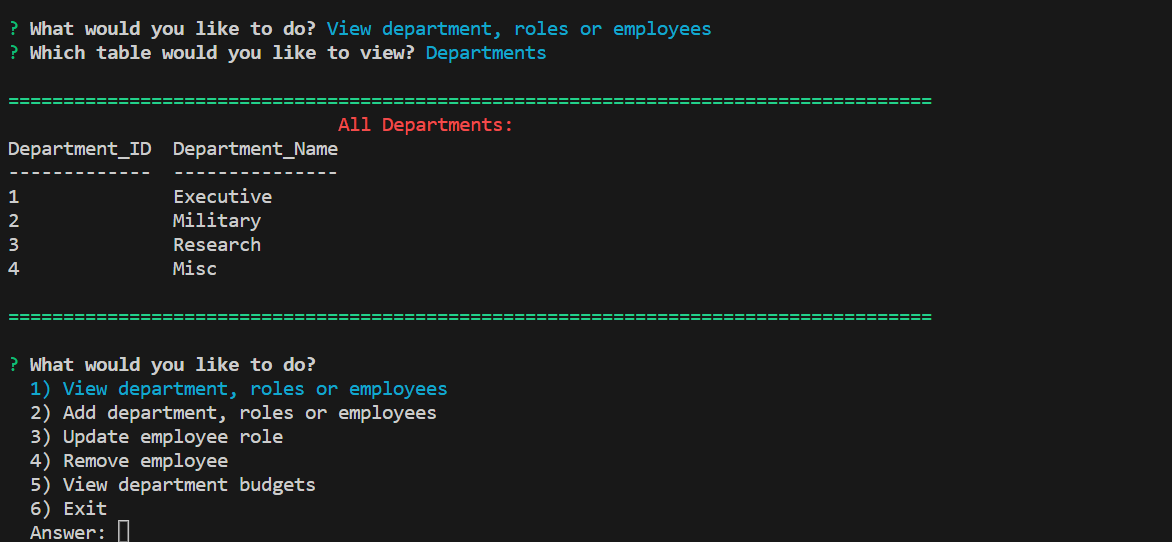 ? What would you like to do? View department, roles or employees
? Which table would you like to view? Departments
====================================================================================
All Departments:
Department_ID  Department_Name
-------------  ---------------
1              Executive
2              Military
3              Research
4              Misc
====================================================================================
? What would you like to do?
1) View department, roles or employees
2) Add department, roles or employees
3) Update employee role
4) Remove employee
5) View department budgets
6) Exit
Answer: